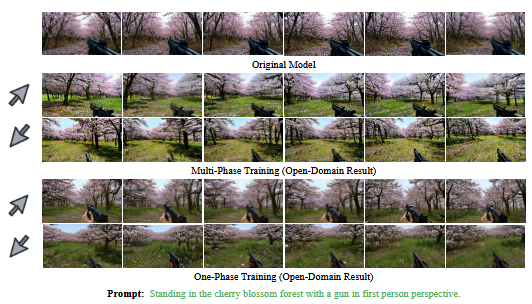 Original Model
Multi-Phase Training (Open-Domain Result)
One-Phase Training (Open-Domain Result)
Prompt: Standing in the cherry blossom forest with a gun in first person perspective.